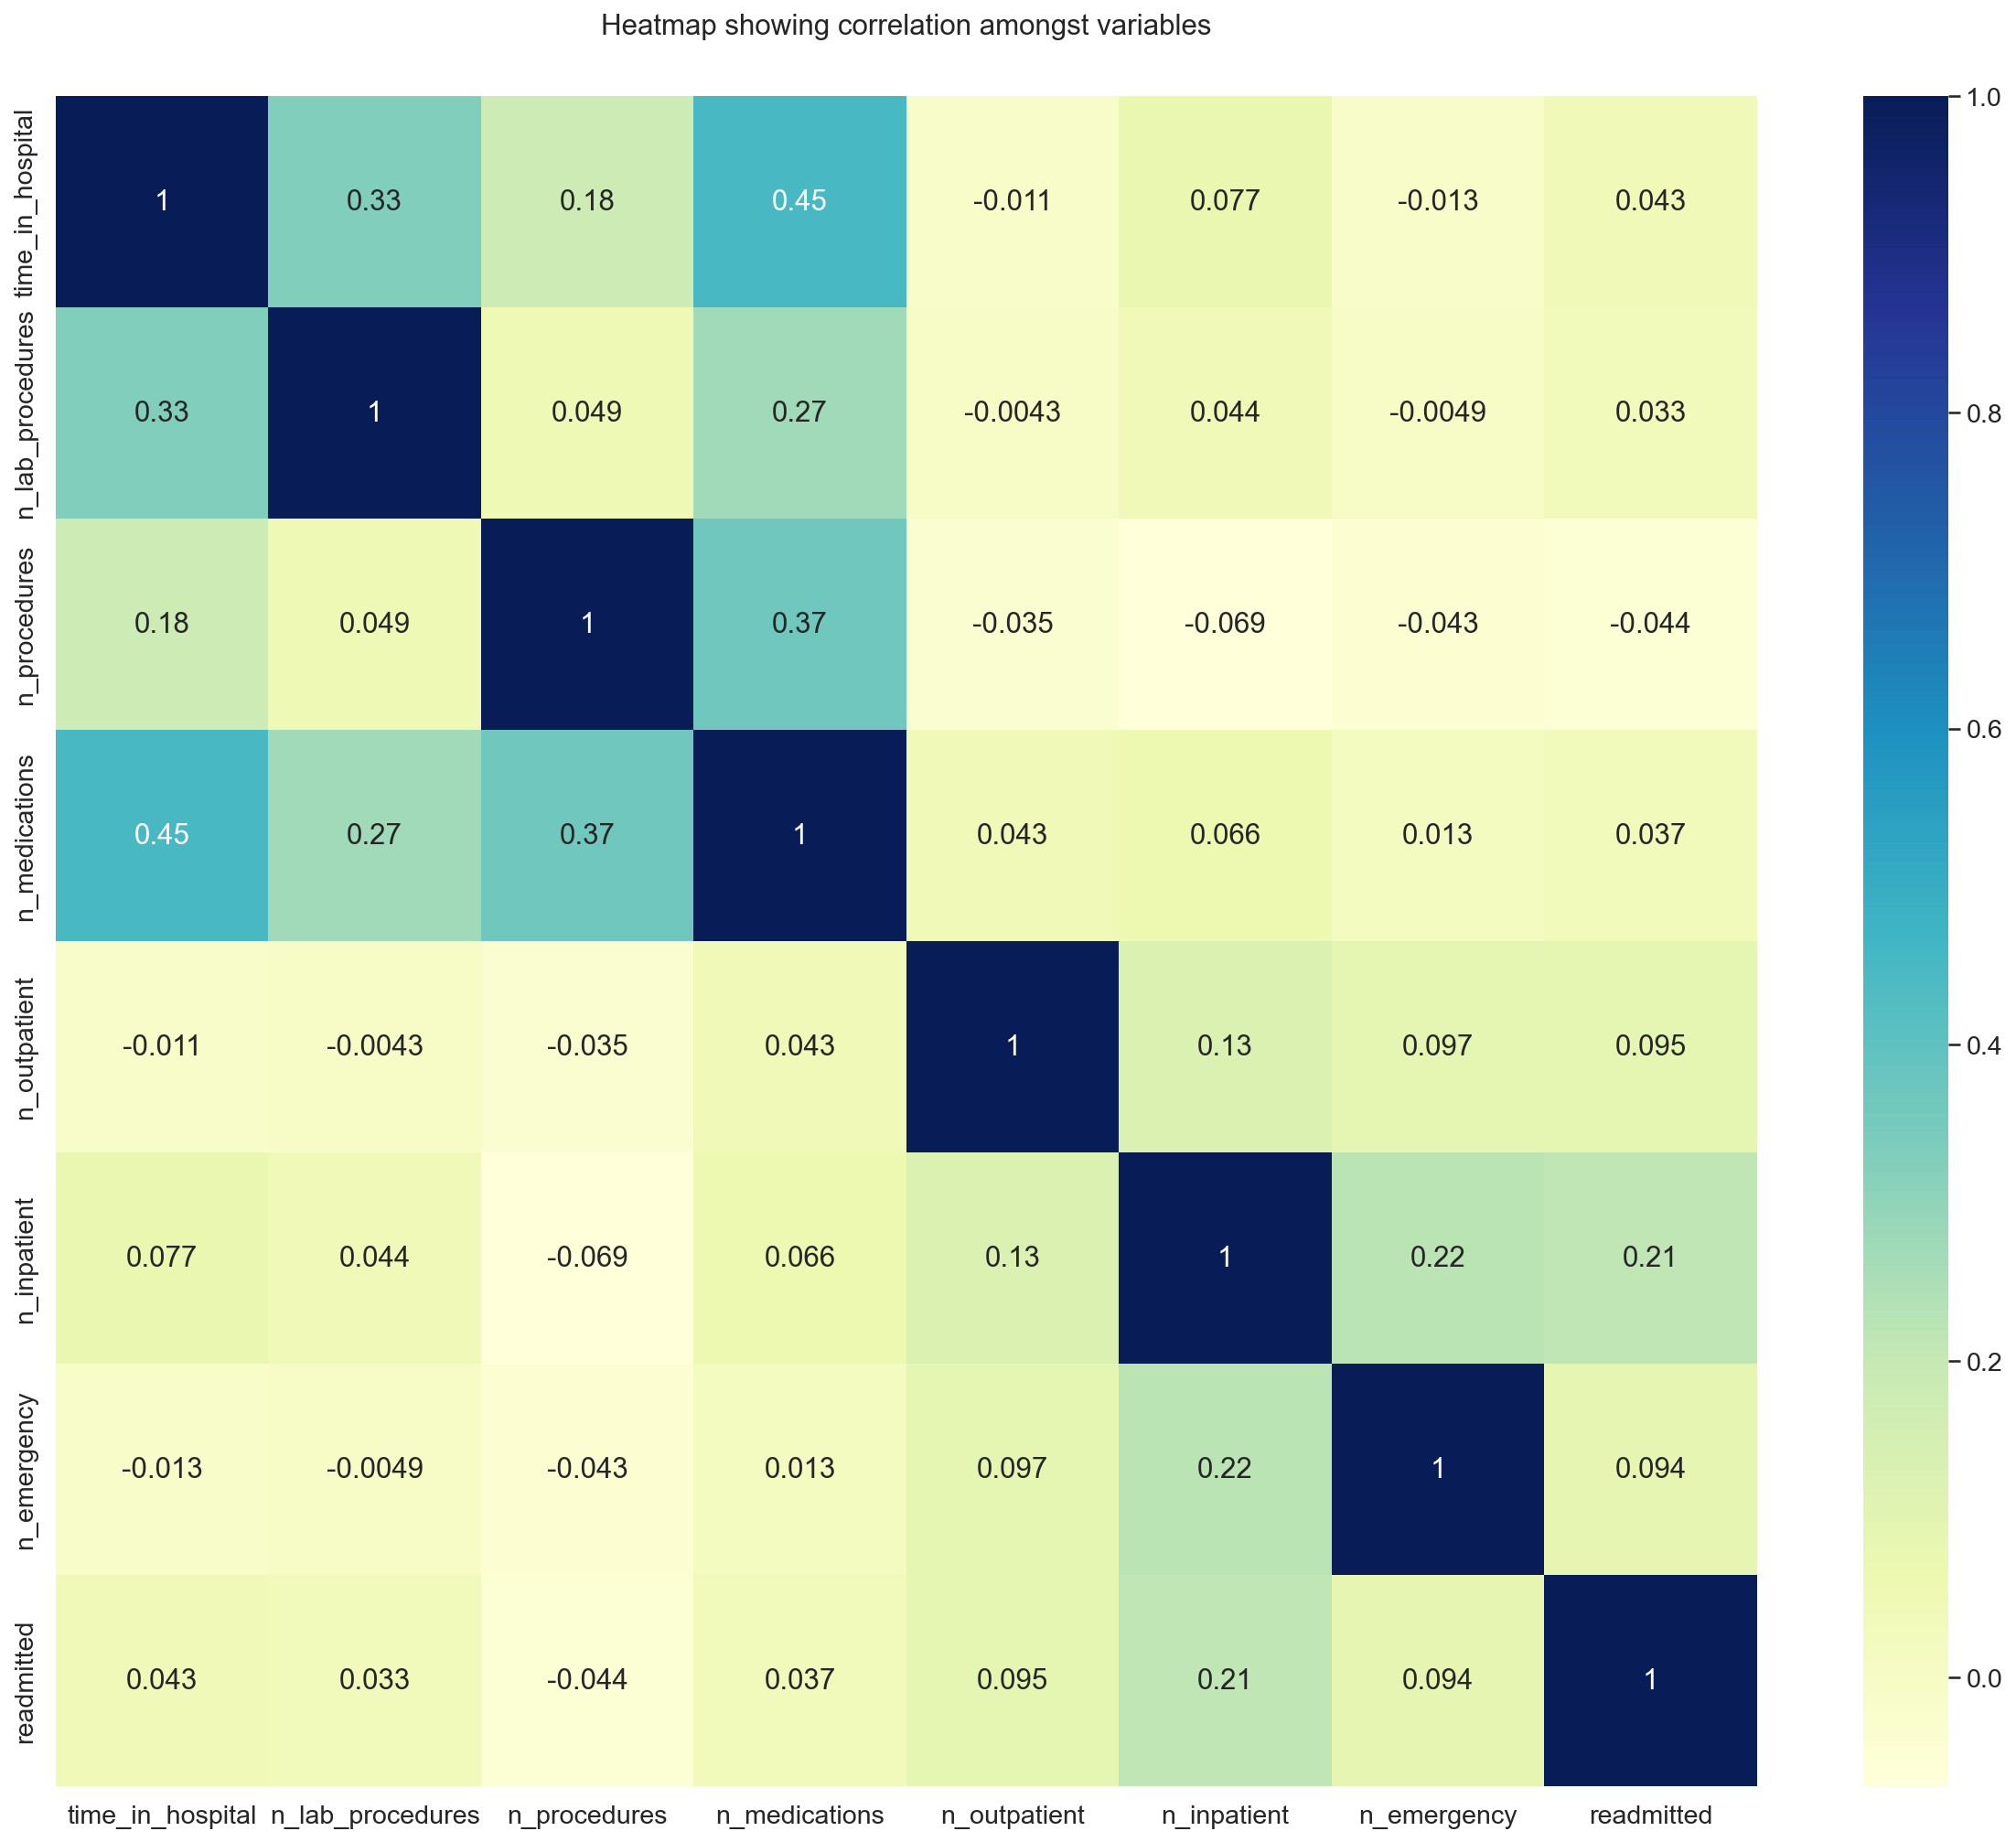 Heatmap showing correlation amongst variables
time_in_hospital 1 0.33 0.18 0.45 -0.011 0.077 -0.013 0.043
n_lab_procedures 0.33 1 0.049 0.27 -0.0043 0.044 -0.0049 0.033
n_procedures 0.18 0.049 1 0.37 -0.035 -0.069 -0.043 -0.044
n_medications 0.45 0.27 0.37 1 0.043 0.066 0.013 0.037
n_outpatient -0.011 -0.0043 -0.035 0.043 1 0.13 0.097 0.095
n_inpatient 0.077 0.044 -0.069 0.066 0.13 1 0.22 0.21
n_emergency -0.013 -0.0049 -0.043 0.013 0.097 0.22 1 0.094
readmitted 0.043 0.033 -0.044 0.037 0.095 0.21 0.094 1
time_in_hospital n_lab_procedures n_procedures n_medications n_outpatient n_inpatient n_emergency readmitted
1.0
0.8
0.6
0.4
0.2
0.0